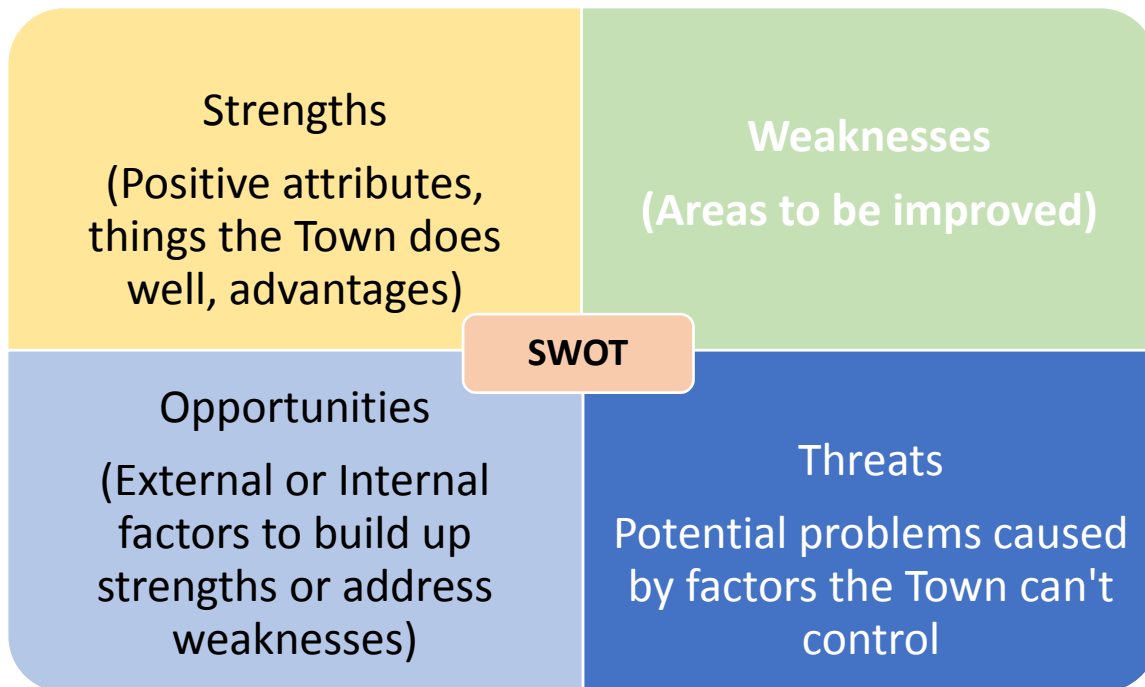 Strengths
(Positive attributes,
things the Town does
well, advantages)
Weaknesses
(Areas to be improved)
SWOT
Opportunities
(External or Internal
factors to build up
strengths or address
weaknesses)
Threats
Potential problems caused
by factors the Town can't
control